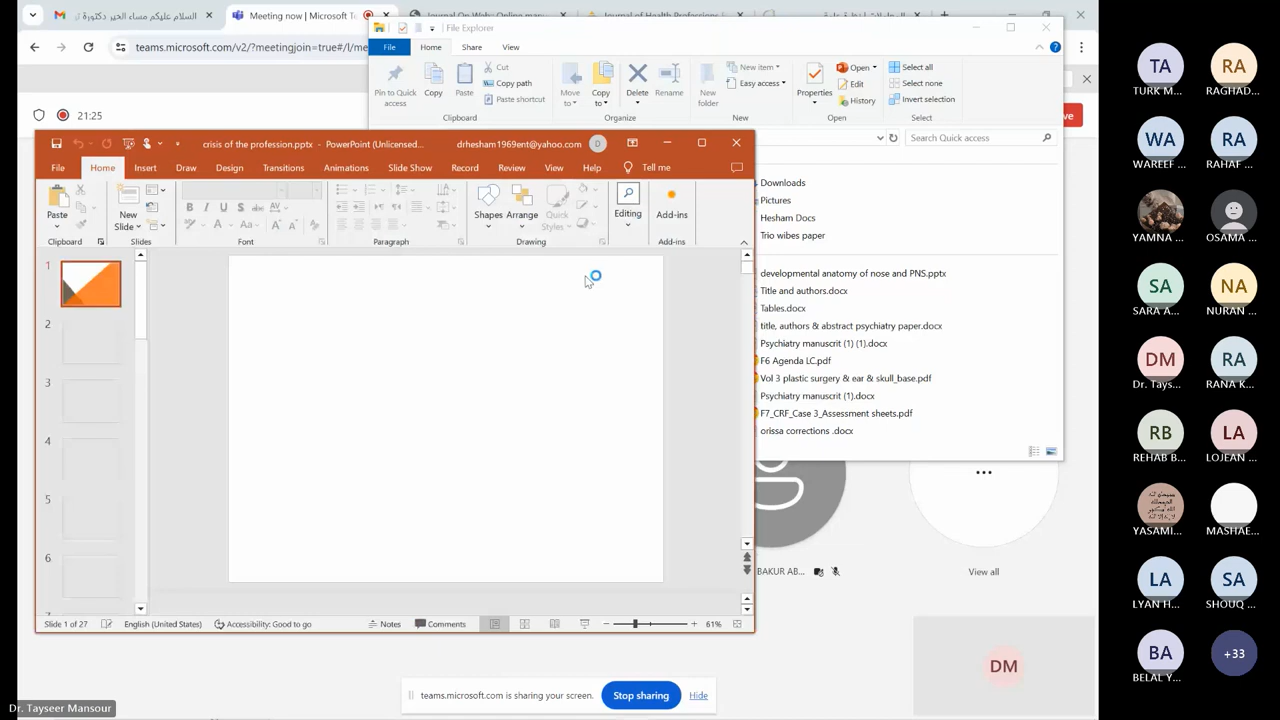 السلام عليكم مساء الخير دكتورة
Meeting now | Microsoft T
File Explorer
teams.microsoft.com/v2/?meetingjoin=true#/l/me
File
Home
Share
View
Pin to Quick access
Copy
Paste
Cut
Copy path
Paste shortcut
Clipboard
Move to
Copy to
Delete
Rename
Organize
New folder
New item
Easy access
New
Properties
Open
Edit
History
Open
Select all
Select none
Invert selection
Select
Search Quick access
21:25
crisis of the profession.pptx - PowerPoint (Unlicensed...
drhesham1969ent@yahoo.com
D
File
Home
Insert
Draw
Design
Transitions
Animations
Slide Show
Record
Review
View
Help
Tell me
Paste
Clipboard
New Slide
Slides
Font
Paragraph
Shapes
Arrange
Quick Styles
Drawing
Editing
Add-ins
Add-ins
1
2
3
4
5
6
Slide 1 of 27
English (United States)
Accessibility: Good to go
Notes
Comments
61%
Downloads
Pictures
Hesham Docs
Trio wibes paper
developmental anatomy of nose and PNS.pptx
Title and authors.docx
Tables.docx
title, authors & abstract psychiatry paper.docx
Psychiatry manuscrit (1) (1).docx
F6 Agenda LC.pdf
Vol 3 plastic surgery & ear & skull_base.pdf
Psychiatry manuscrit (1).docx
F7_CRF_Case 3_Assessment sheets.pdf
orissa corrections .docx
BAKUR AB...
View all
DM
teams.microsoft.com is sharing your screen.
Stop sharing
Hide
Dr. Tayseer Mansour
TA
TURK M...
RA
RAGHAD...
WA
WAREEF ...
RA
RAHAF ...
YAMNA ...
OSAMA ...
SA
SARA A...
NA
NURAN ...
DM
Dr. Tays...
RA
RANA K...
RB
REHAB B...
LA
LOJEAN ...
YASAMI...
MASHAE...
LA
LYAN H...
SA
SHOUQ ...
BA
BELAL Y...
+33